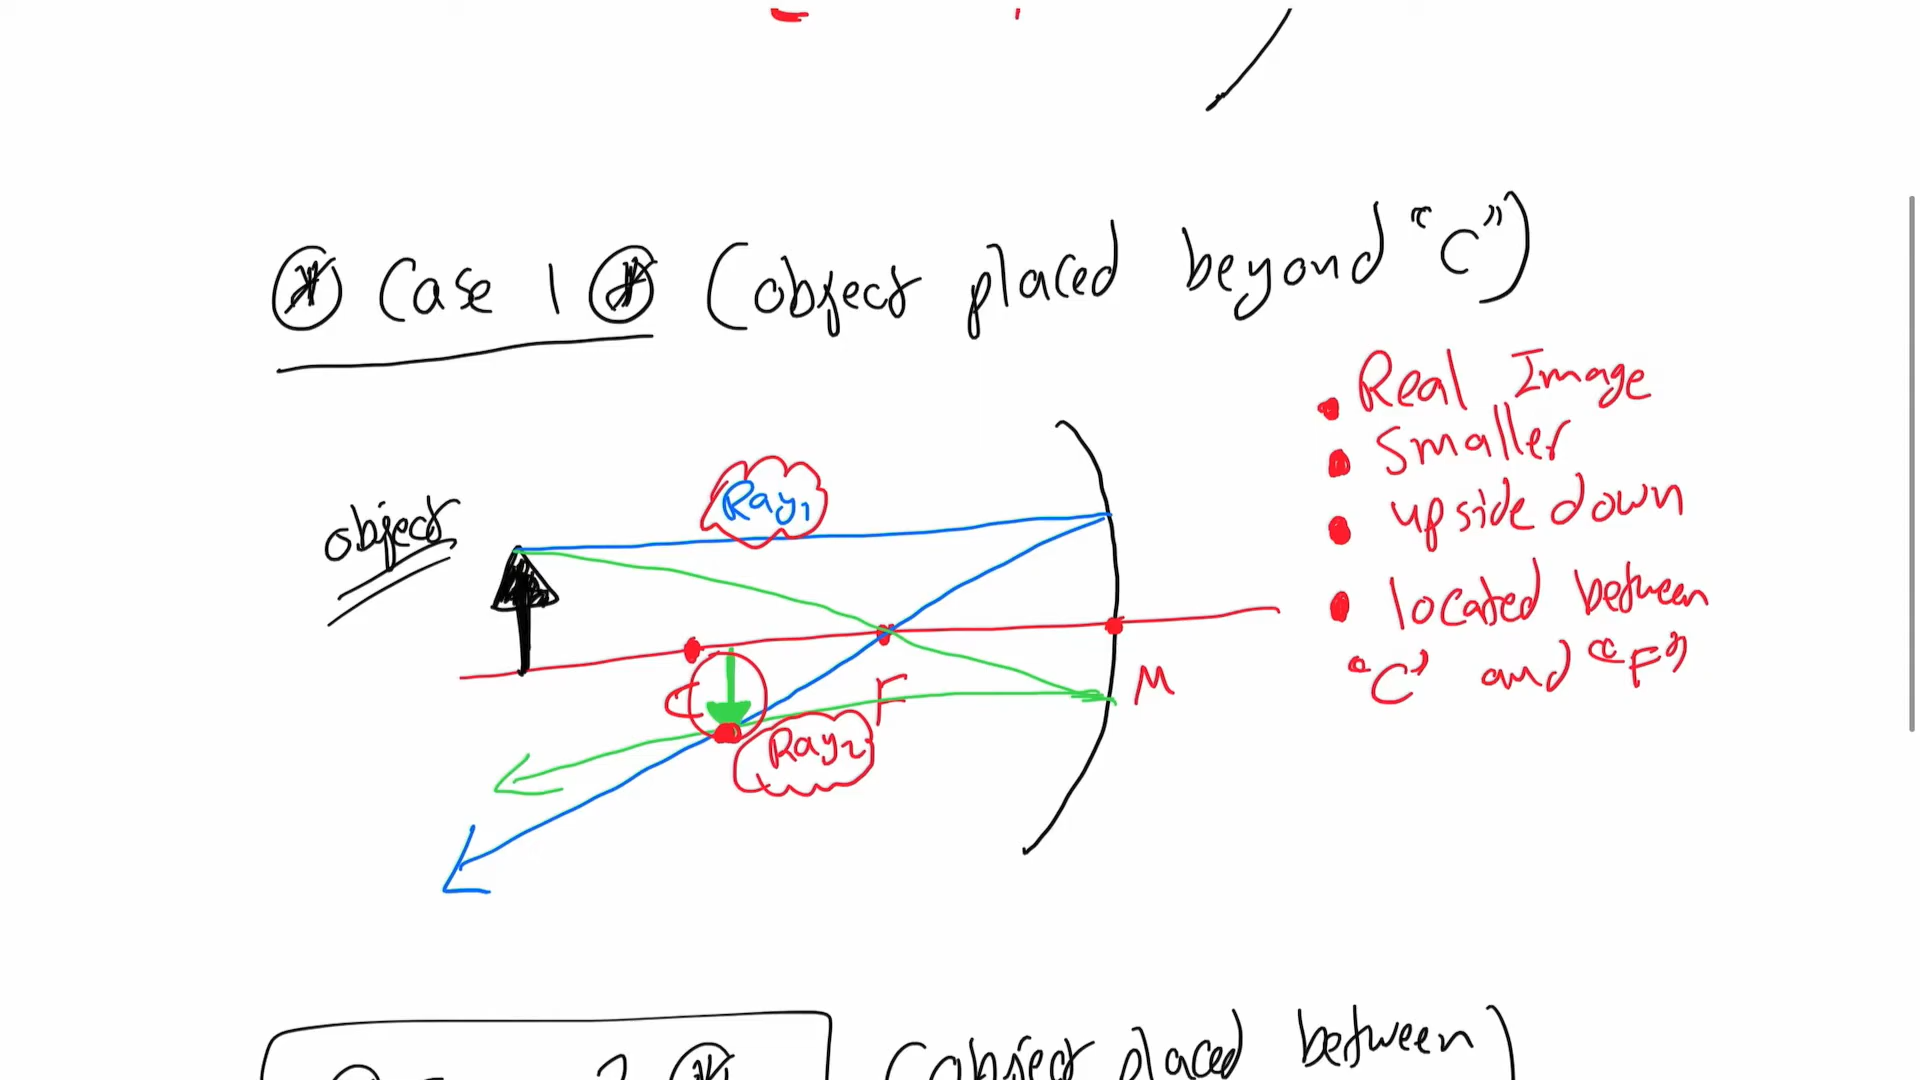 Case 1 (object placed beyond "C")
• Real Image
• Smaller
• upside down
• located between
"C" and "F"
object
Ray1
C
F
M
Ray2
2 (object placed between